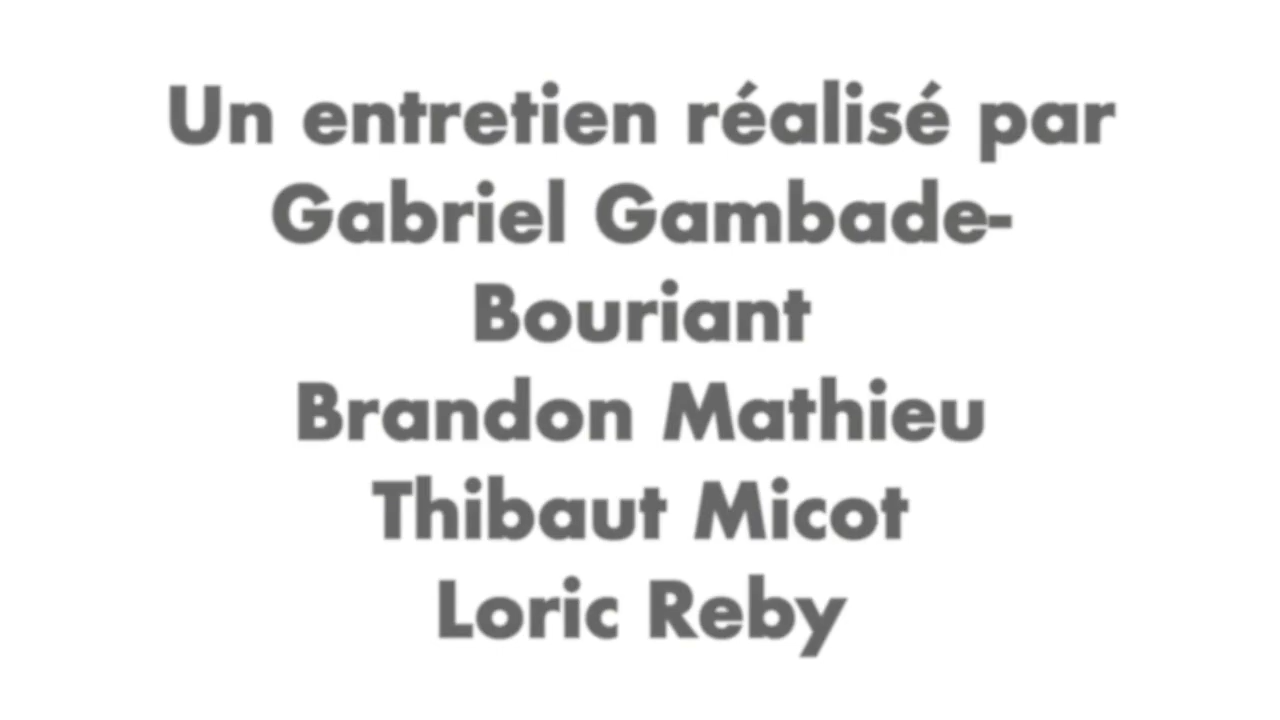 Un entretien réalisé par
Gabriel Gambade-
Bouriant
Brandon Mathieu
Thibaut Micot
Loric Reby